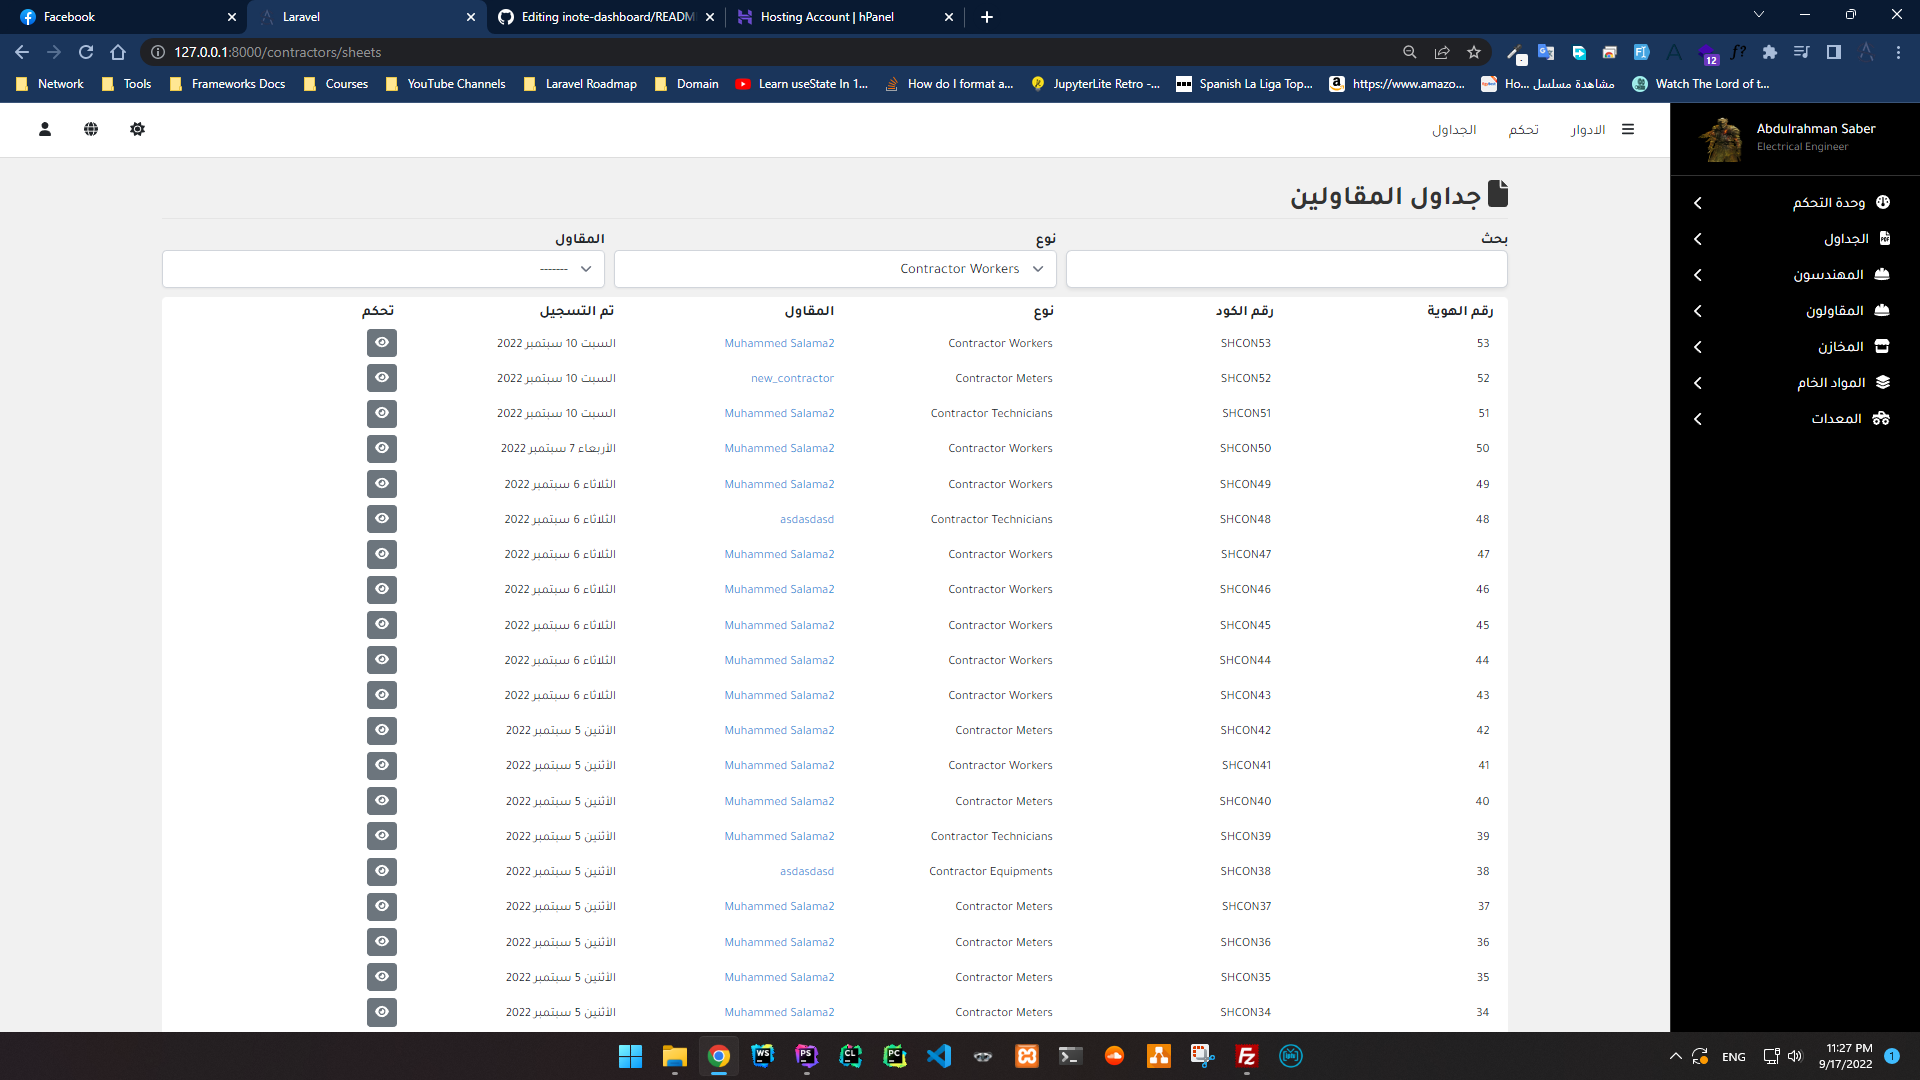 Facebook
Laravel
Editing inote-dashboard/READM
Hosting Account | hPanel
127.0.0.1:8000/contractors/sheets
12
Network
Tools
Frameworks Docs
Courses
YouTube Channels
Laravel Roadmap
Domain
Learn useState In 1...
How do I format a...
JupyterLite Retro -...
Spanish La Liga Top...
https://www.amazo...
مشاهدة مسلسل Ho...
Watch The Lord of t...
الادوار تحكم الجداول
Abdulrahman Saber
Electrical Engineer
وحدة التحكم
الجداول
المهندسون
المقاولون
المخازن
المواد الخام
المعدات
جداول المقاولين
بحث نوع المقاول
Contractor Workers -------
رقم الهوية رقم الكود نوع المقاول تم التسجيل تحكم
53 SHCON53 Contractor Workers Muhammed Salama2 السبت 10 سبتمبر 2022
52 SHCON52 Contractor Meters new_contractor السبت 10 سبتمبر 2022
51 SHCON51 Contractor Technicians Muhammed Salama2 السبت 10 سبتمبر 2022
50 SHCON50 Contractor Workers Muhammed Salama2 الأربعاء 7 سبتمبر 2022
49 SHCON49 Contractor Workers Muhammed Salama2 الثلاثاء 6 سبتمبر 2022
48 SHCON48 Contractor Technicians asdasdasd الثلاثاء 6 سبتمبر 2022
47 SHCON47 Contractor Workers Muhammed Salama2 الثلاثاء 6 سبتمبر 2022
46 SHCON46 Contractor Workers Muhammed Salama2 الثلاثاء 6 سبتمبر 2022
45 SHCON45 Contractor Workers Muhammed Salama2 الثلاثاء 6 سبتمبر 2022
44 SHCON44 Contractor Workers Muhammed Salama2 الثلاثاء 6 سبتمبر 2022
43 SHCON43 Contractor Workers Muhammed Salama2 الثلاثاء 6 سبتمبر 2022
42 SHCON42 Contractor Meters Muhammed Salama2 الأثنين 5 سبتمبر 2022
41 SHCON41 Contractor Workers Muhammed Salama2 الأثنين 5 سبتمبر 2022
40 SHCON40 Contractor Meters Muhammed Salama2 الأثنين 5 سبتمبر 2022
39 SHCON39 Contractor Technicians Muhammed Salama2 الأثنين 5 سبتمبر 2022
38 SHCON38 Contractor Equipments asdasdasd الأثنين 5 سبتمبر 2022
37 SHCON37 Contractor Meters Muhammed Salama2 الأثنين 5 سبتمبر 2022
36 SHCON36 Contractor Meters Muhammed Salama2 الأثنين 5 سبتمبر 2022
35 SHCON35 Contractor Meters Muhammed Salama2 الأثنين 5 سبتمبر 2022
34 SHCON34 Contractor Meters Muhammed Salama2 الأثنين 5 سبتمبر 2022
WS
PS
CL
PC
ENG
11:27 PM
9/17/2022
1